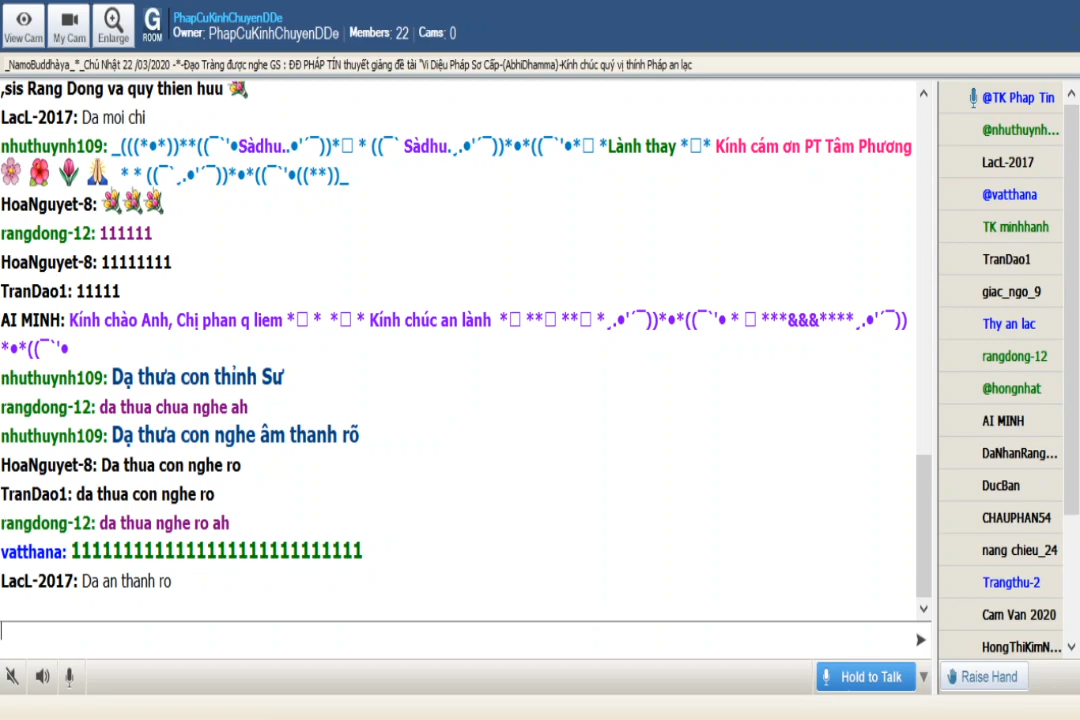 View Cam My Cam Enlarge G ROOM PhapCuKinhChuyenDDe
Owner: PhapCuKinhChuyenDDe Members: 22 Cams: 0
_NamoBuddhàya_*_Chủ Nhật 22 /03/2020 -*-Đạo Tràng được nghe GS : ĐĐ PHÁP TÍN thuyết giảng đề tài "Vi Diệu Pháp Sơ Cấp-(AbhiDhamma)-Kính chúc quý vị thính Pháp an lạc
,sis Rang Dong va quy thien huu
LacL-2017: Da moi chi
nhuthuynh109: _(((*•*))**((¯`'•Sàdhu..•'´¯))*□ * ((¯` Sàdhu.¸.•'´¯))*•*((¯`'•*□ *Lành thay *□* Kính cám ơn PT Tâm Phương
* * ((¯`¸.•'´¯))*•*((¯`'•((**))_
HoaNguyet-8:
rangdong-12: 111111
HoaNguyet-8: 11111111
TranDao1: 11111
AI MINH: Kính chào Anh, Chị phan q liem *□ * *□ * Kính chúc an lành *□ **□ **□ *¸.•'´¯))*•*((¯`'• * □ ***&&&****¸.•'´¯))
*•*((¯`'•
nhuthuynh109: Dạ thưa con thỉnh Sư
rangdong-12: da thua chua nghe ah
nhuthuynh109: Dạ thưa con nghe âm thanh rõ
HoaNguyet-8: Da thua con nghe ro
TranDao1: da thua con nghe ro
rangdong-12: da thua nghe ro ah
vatthana: 1111111111111111111111111111
LacL-2017: Da an thanh ro
Hold to Talk
@TK Phap Tin
@nhuthuynh...
LacL-2017
@vatthana
TK minhhanh
TranDao1
giac_ngo_9
Thy an lac
rangdong-12
@hongnhat
AI MINH
DaNhanRang...
DucBan
CHAUPHAN54
nang chieu_24
Trangthu-2
Cam Van 2020
HongThiKimN...
Raise Hand